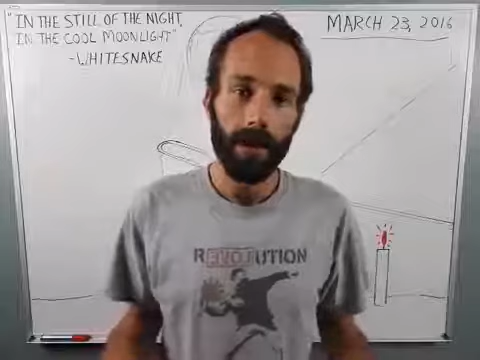 "IN THE STILL OF THE NIGHT,
IN THE COOL MOONLIGHT"
-WHITESNAKE
MARCH 23, 2016
REVOLUTION